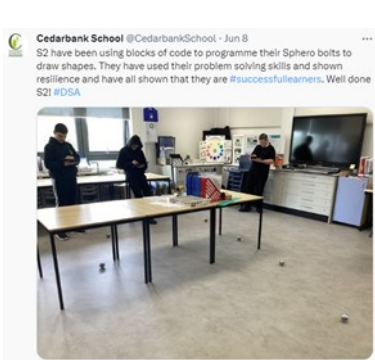 Cedarbank School @CedarbankSchool · Jun 8
S2 have been using blocks of code to programme their Sphero bolts to
draw shapes. They have used their problem solving skills and shown
resilience and have all shown that they are #successfullearners. Well done
S2! #DSA